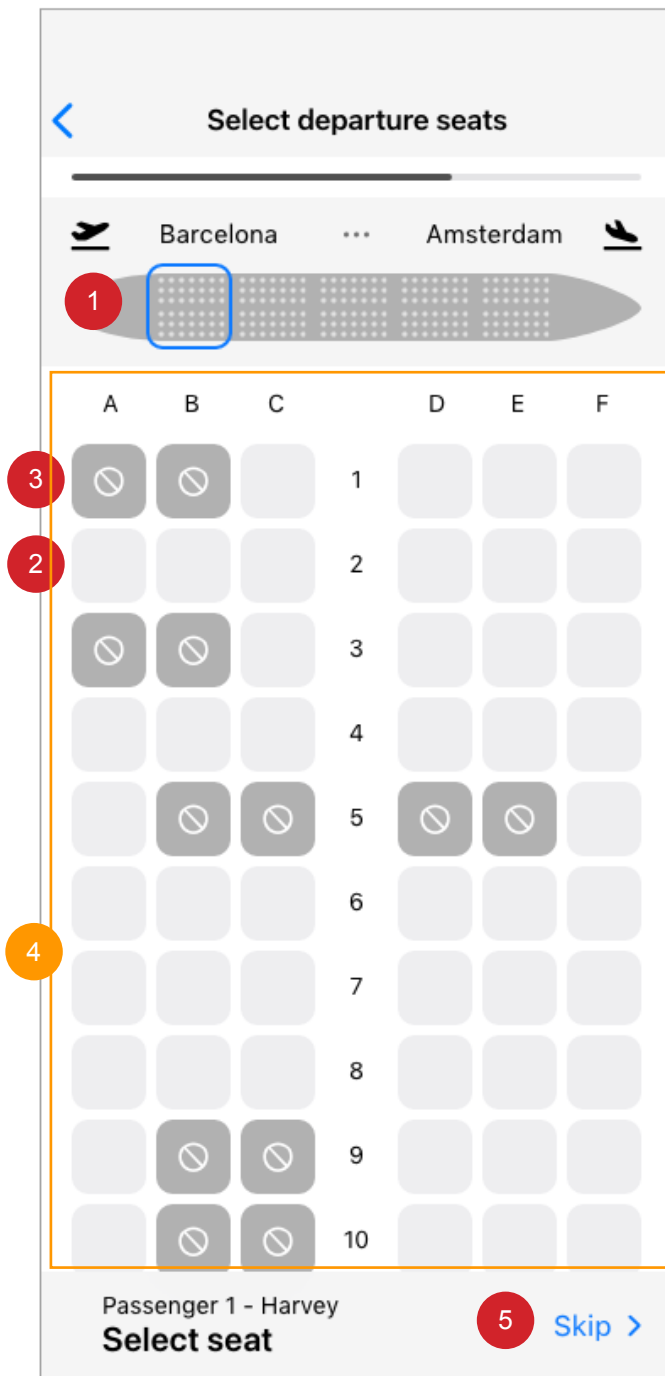 Select departure seats
Barcelona ... Amsterdam
1
A B C D E F
3 1
2 2
3
4
5
6
4
7
8
9
10
Passenger 1 - Harvey
Select seat
5 Skip >